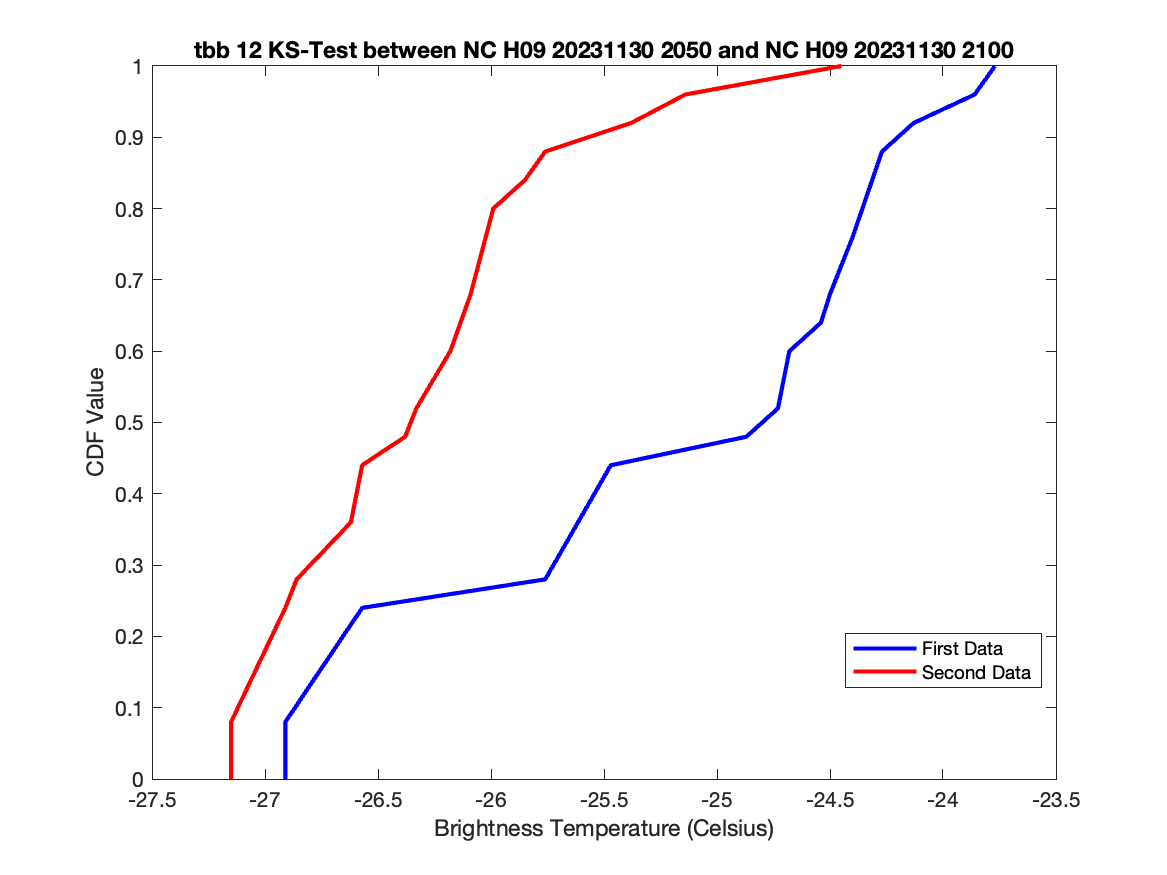 tbb 12 KS-Test between NC H09 20231130 2050 and NC H09 20231130 2100
1
0.9
0.8
0.7
0.6
0.5
0.4
0.3
0.2
0.1
0
CDF Value
First Data
Second Data
-27.5 -27 -26.5 -26 -25.5 -25 -24.5 -24 -23.5
Brightness Temperature (Celsius)